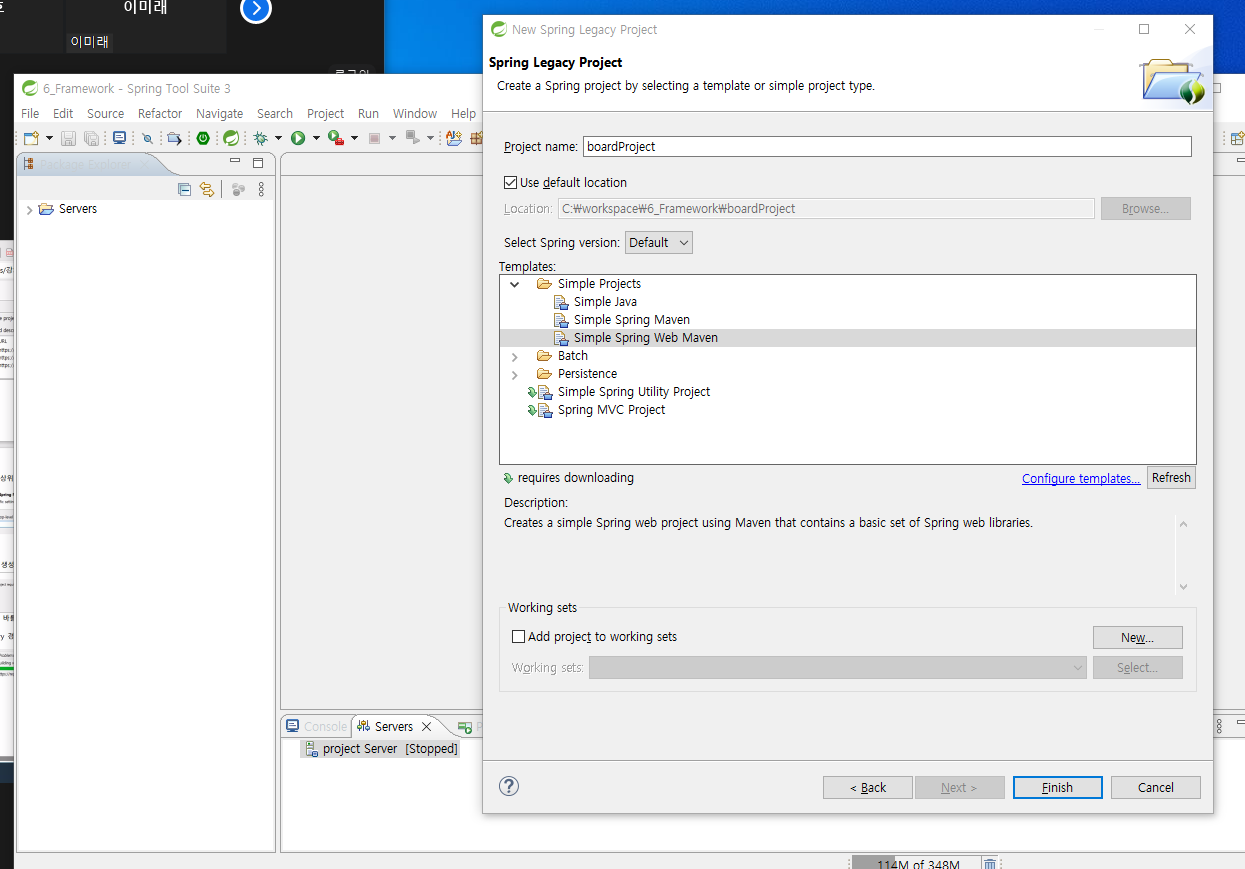 이미래
이미래
6_Framework - Spring Tool Suite 3
File Edit Source Refactor Navigate Search Project Run Window Help
Package Explorer
Servers
Console
Servers
project Server [Stopped]
114M of 348M
New Spring Legacy Project
Spring Legacy Project
Create a Spring project by selecting a template or simple project type.
Project name: boardProject
Use default location
Location: C:₩workspace₩6_Framework₩boardProject Browse...
Select Spring version: Default
Templates:
Simple Projects
Simple Java
Simple Spring Maven
Simple Spring Web Maven
Batch
Persistence
Simple Spring Utility Project
Spring MVC Project
requires downloading Configure templates... Refresh
Description:
Creates a simple Spring web project using Maven that contains a basic set of Spring web libraries.
Working sets
Add project to working sets New...
Working sets: Select...
? < Back Next > Finish Cancel